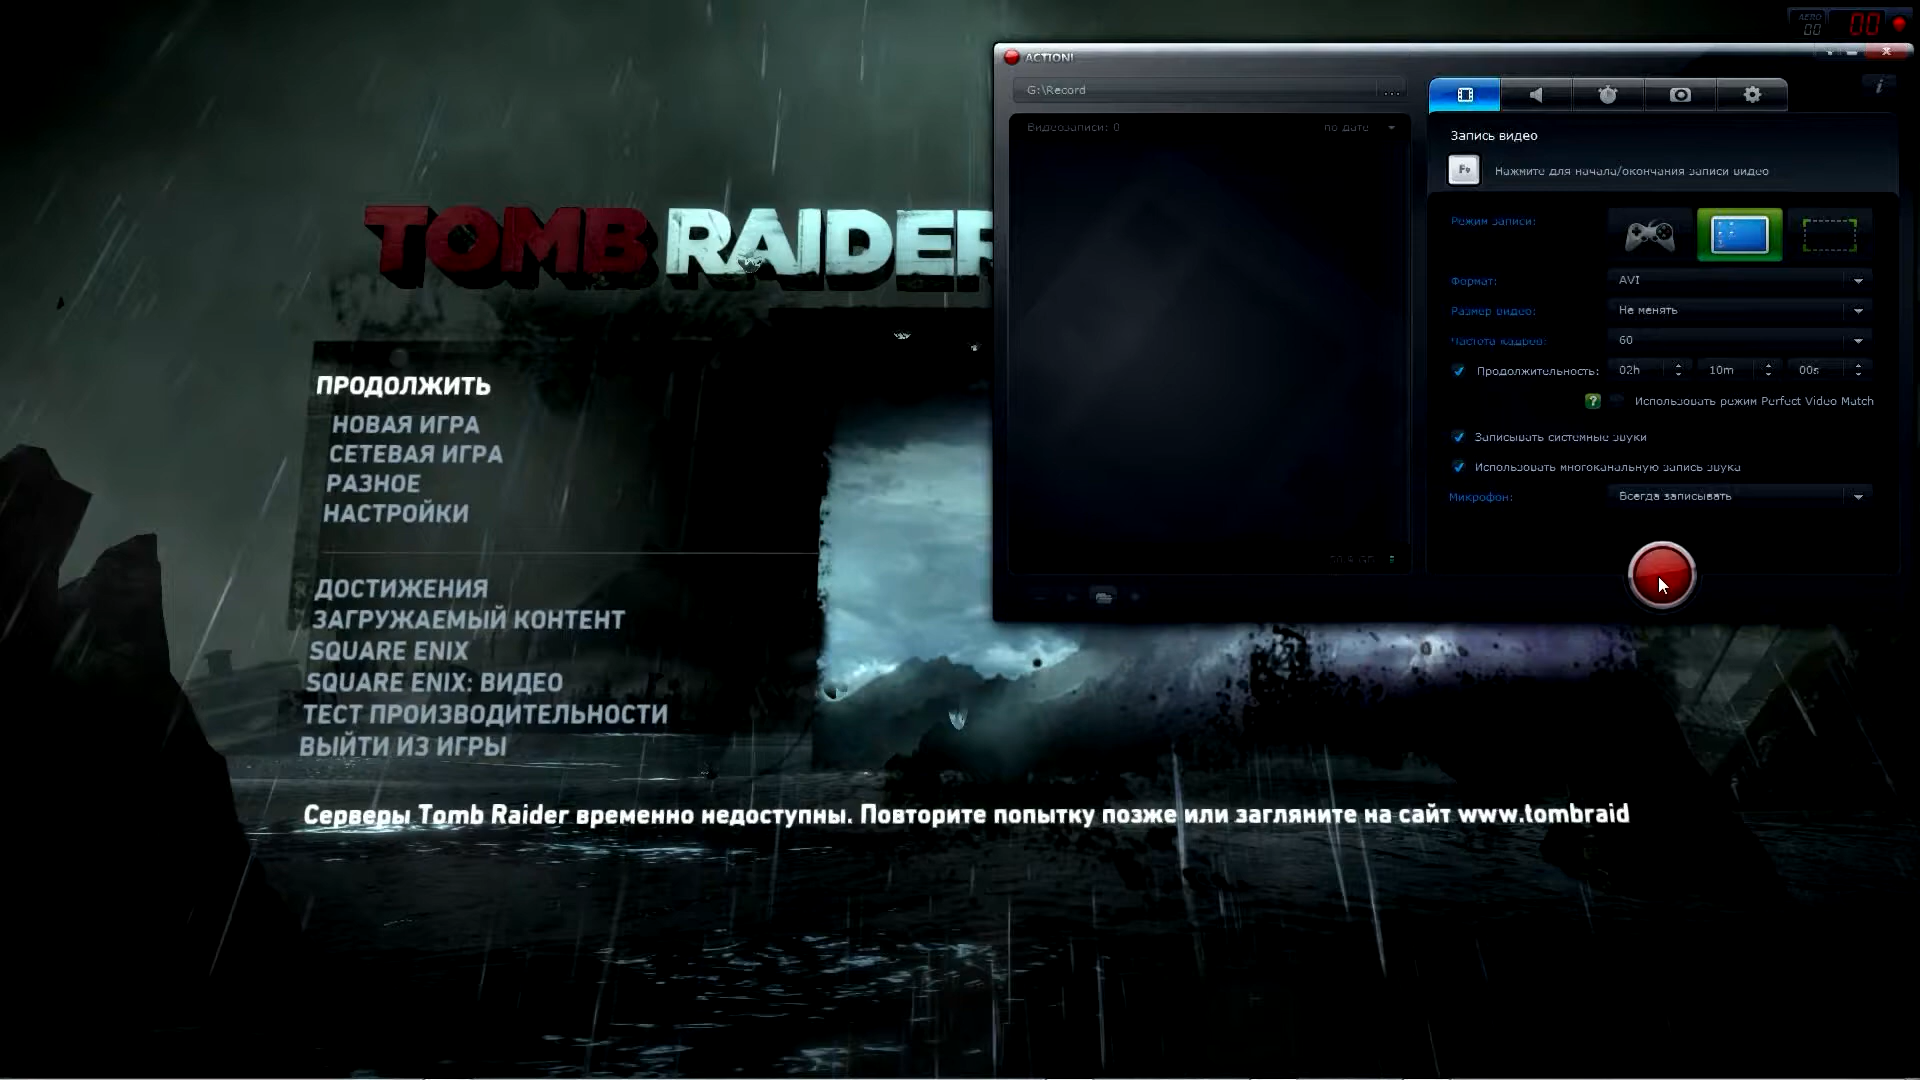 АЕРО
00
00
ACTION!
G:\Record
...
Видеозаписи: 0
по дате
Запись видео
F9
Нажмите для начала/окончания записи видео
Режим записи:
Формат:
AVI
Размер видео:
Не менять
Частота кадров:
60
Продолжительность:
02h
10m
00s
?
Использовать режим Perfect Video Match
Записывать системные звуки
Использовать многоканальную запись звука
Микрофон:
Всегда записывать
TOMB RAIDER
ПРОДОЛЖИТЬ
НОВАЯ ИГРА
СЕТЕВАЯ ИГРА
РАЗНОЕ
НАСТРОЙКИ
ДОСТИЖЕНИЯ
ЗАГРУЖАЕМЫЙ КОНТЕНТ
SQUARE ENIX
SQUARE ENIX: ВИДЕО
ТЕСТ ПРОИЗВОДИТЕЛЬНОСТИ
ВЫЙТИ ИЗ ИГРЫ
Серверы Tomb Raider временно недоступны. Повторите попытку позже или загляните на сайт www.tombraid